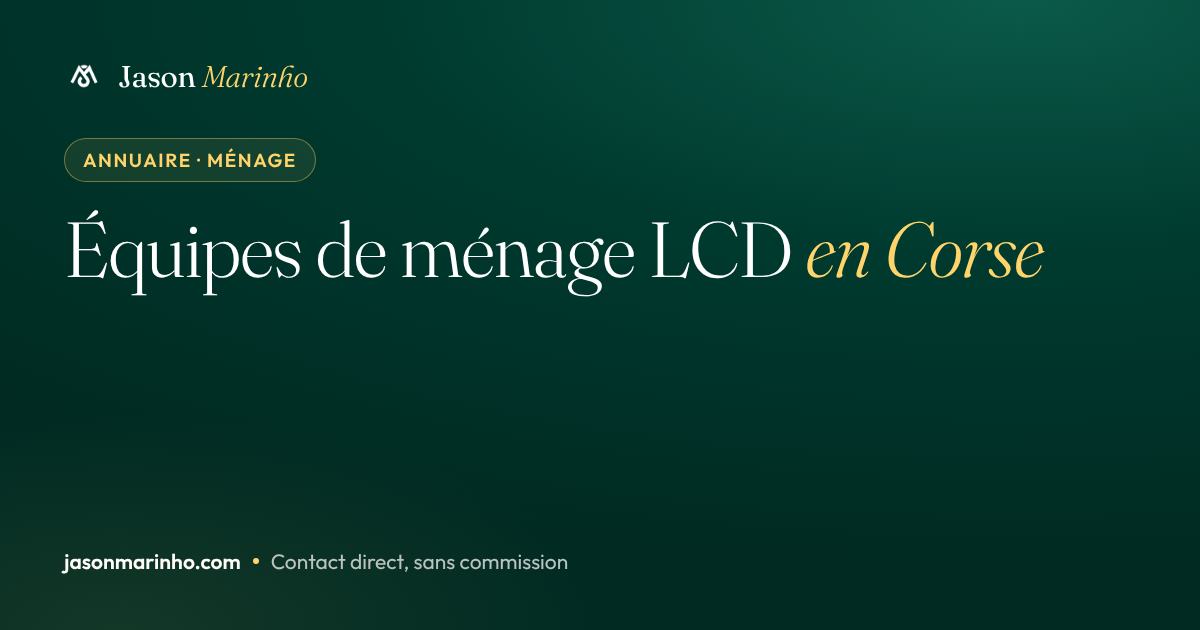 Jason Marinho
ANNUAIRE · MÉNAGE
Équipes de ménage LCD en Corse
jasonmarinho.com • Contact direct, sans commission